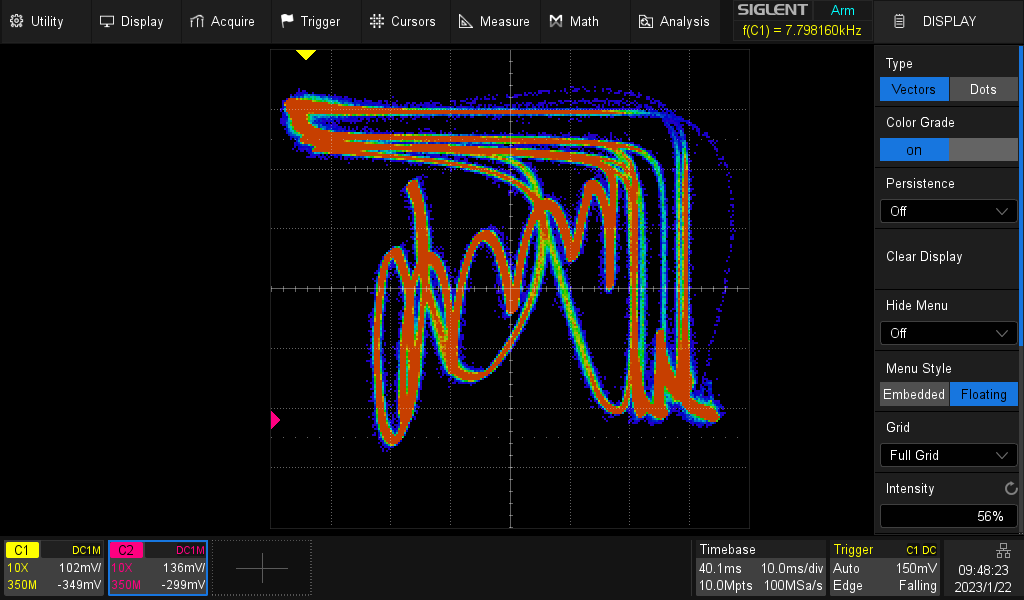 Utility Display Acquire Trigger Cursors Measure Math Analysis SIGLENT Arm DISPLAY
f(C1) = 7.798160kHz
Type
Vectors Dots
Color Grade
on
Persistence
Off
Clear Display
Hide Menu
Off
Menu Style
Embedded Floating
Grid
Full Grid
Intensity
56%
C1 DC1M
10X 102mV/
350M -349mV
C2 DC1M
10X 136mV/
350M -299mV
Timebase
40.1ms 10.0ms/div
10.0Mpts 100MSa/s
Trigger C1 DC
Auto 150mV
Edge Falling
09:48:23
2023/1/22